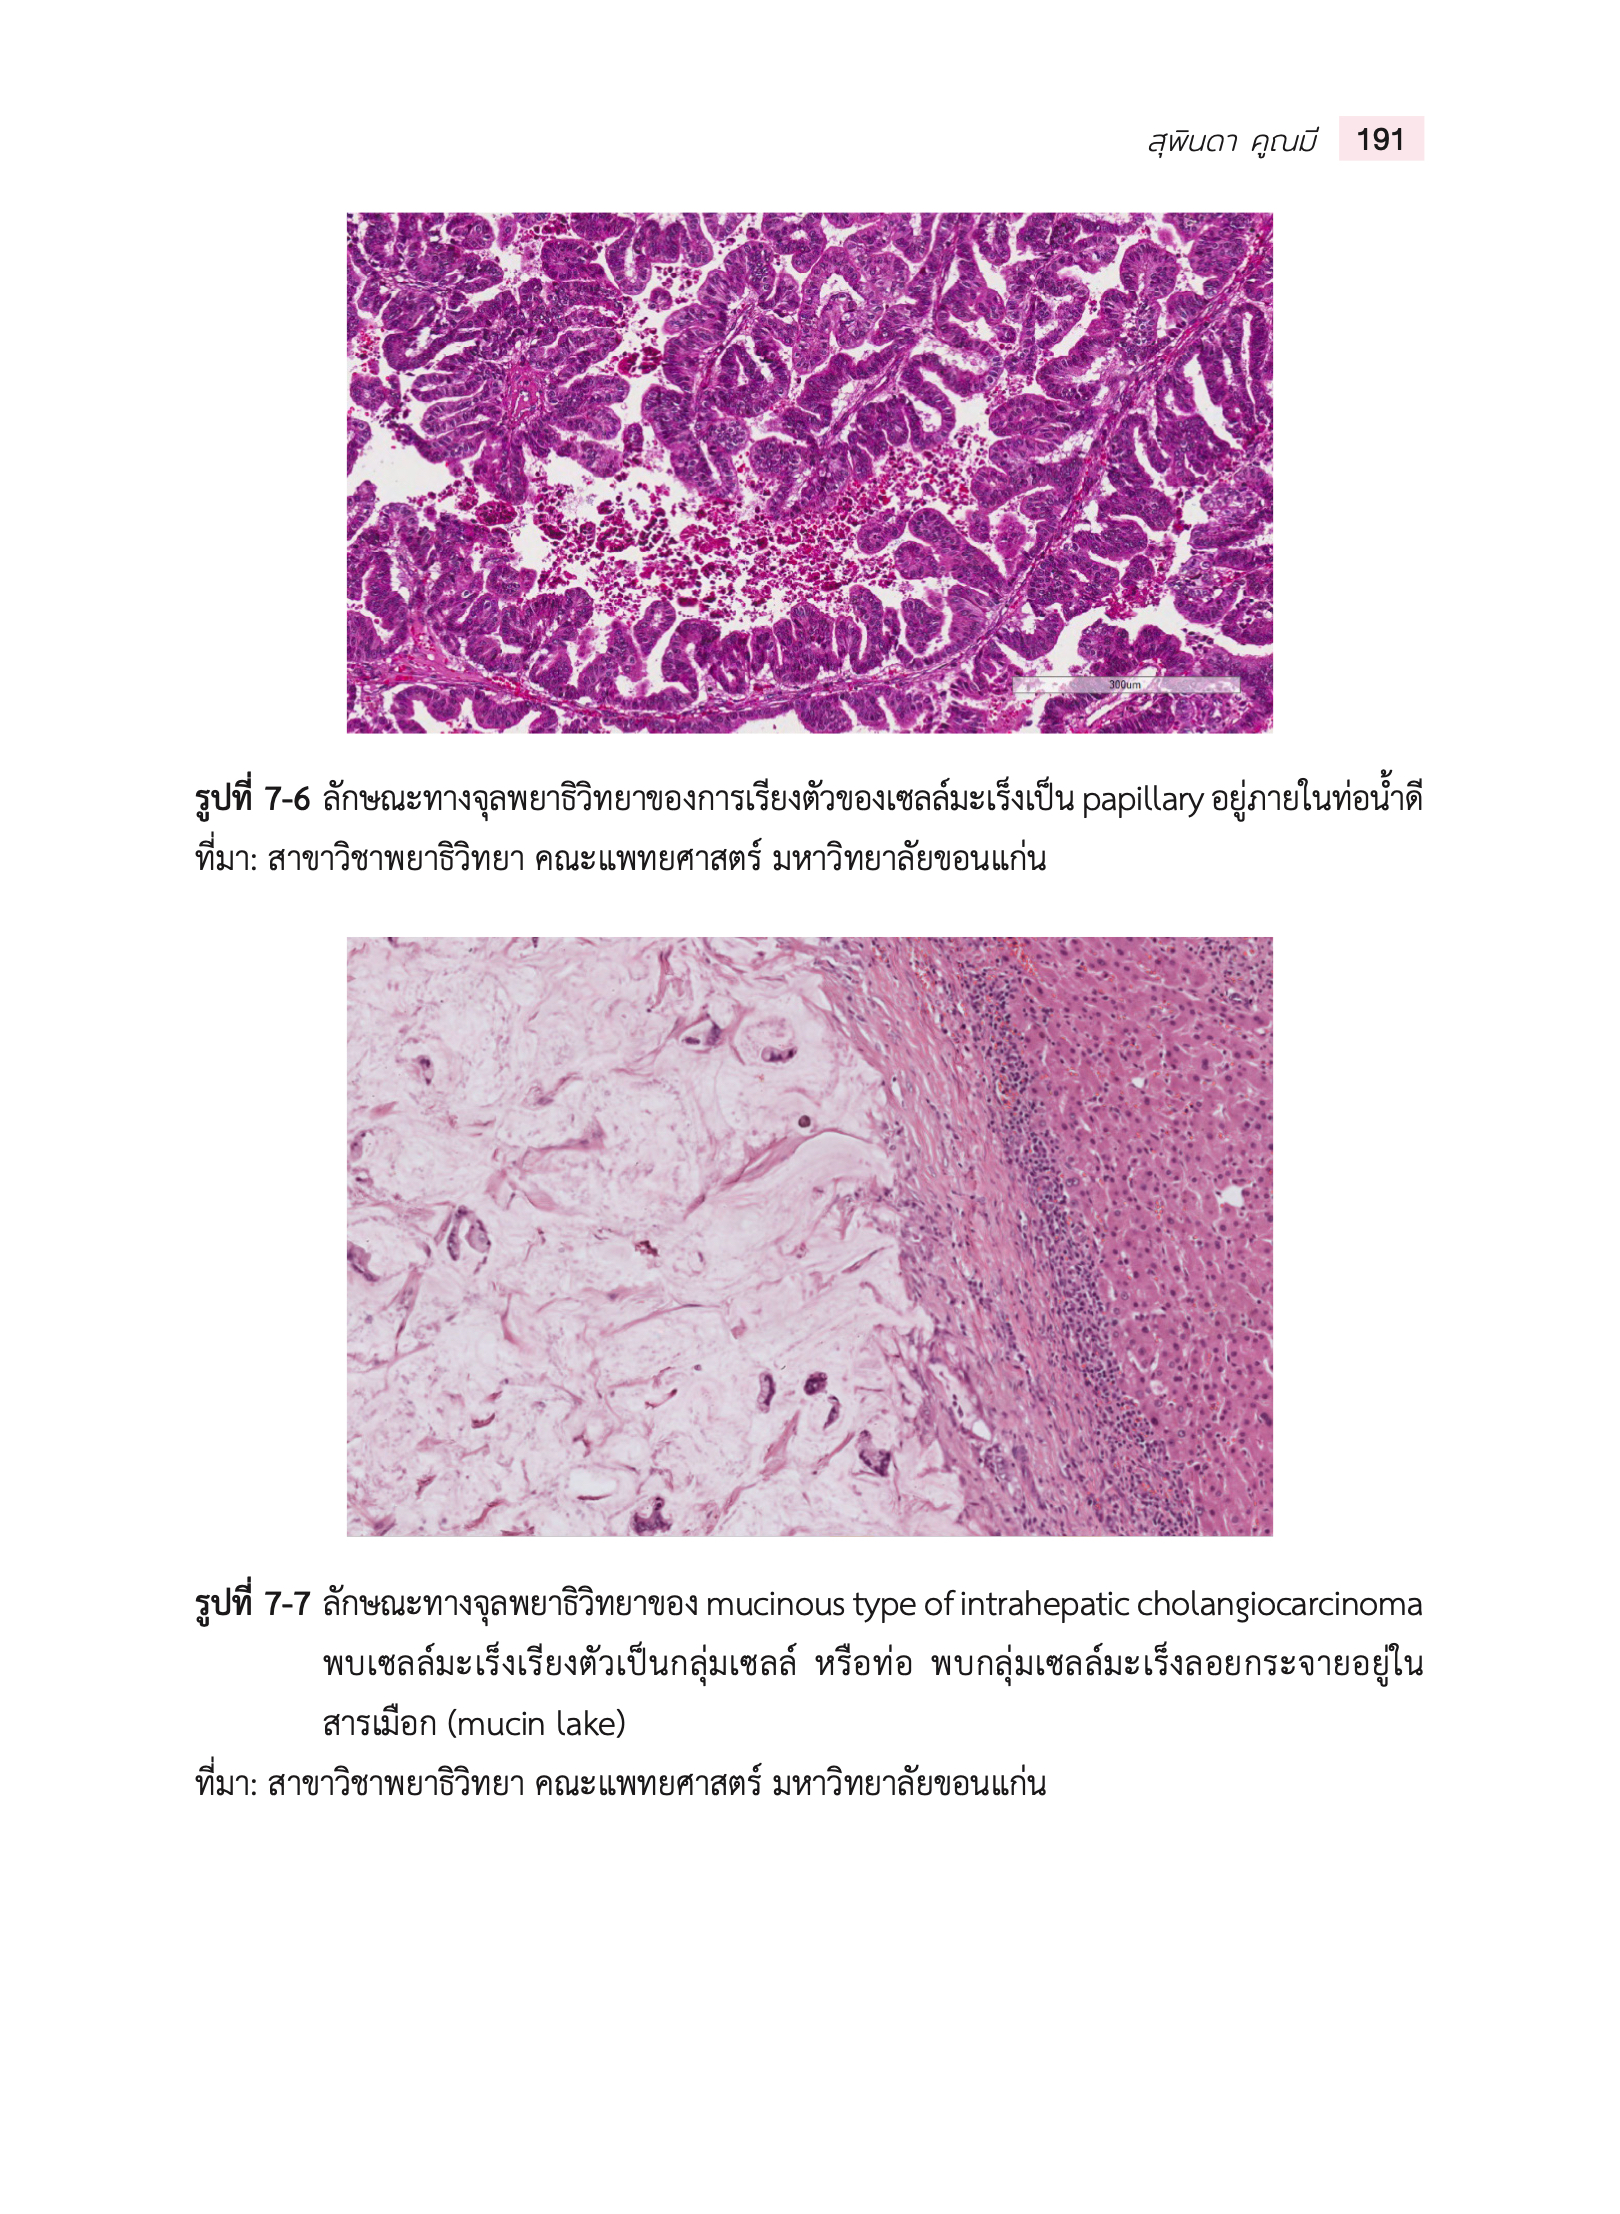 สุพินดา คูณมี 191
300um
รูปที่ 7-6 ลักษณะทางจุลพยาธิวิทยาของการเรียงตัวของเซลล์มะเร็งเป็น papillary อยู่ภายในท่อน้ำดี
ที่มา: สาขาวิชาพยาธิวิทยา คณะแพทยศาสตร์ มหาวิทยาลัยขอนแก่น
รูปที่ 7-7 ลักษณะทางจุลพยาธิวิทยาของ mucinous type of intrahepatic cholangiocarcinoma
พบเซลล์มะเร็งเรียงตัวเป็นกลุ่มเซลล์ หรือท่อ พบกลุ่มเซลล์มะเร็งลอยกระจายอยู่ใน
สารเมือก (mucin lake)
ที่มา: สาขาวิชาพยาธิวิทยา คณะแพทยศาสตร์ มหาวิทยาลัยขอนแก่น